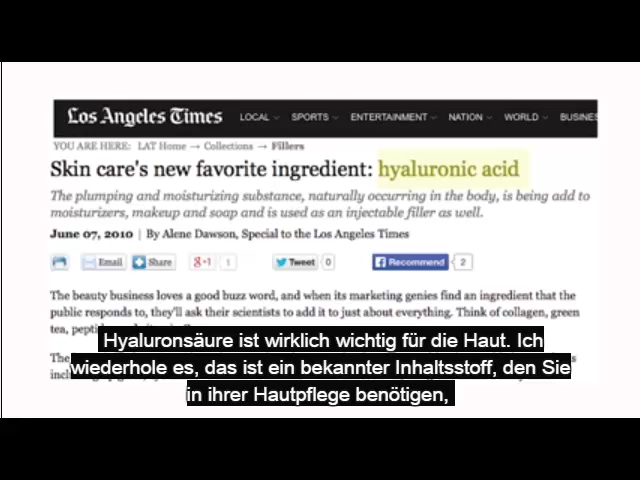 Los Angeles Times LOCAL SPORTS ENTERTAINMENT NATION WORLD BUSINES
YOU ARE HERE: LAT Home → Collections → Fillers
Skin care's new favorite ingredient: hyaluronic acid
The plumping and moisturizing substance, naturally occurring in the body, is being add to
moisturizers, makeup and soap and is used as an injectable filler as well.
June 07, 2010 | By Alene Dawson, Special to the Los Angeles Times
Email Share g+1 1 Tweet 0 Recommend 2
The beauty business loves a good buzz word, and when its marketing genies find an ingredient that the
public responds to, they'll ask their scientists to add it to just about everything. Think of collagen, green
tea,
Hyaluronsäure ist wirklich wichtig für die Haut. Ich
wiederhole es, das ist ein bekannter Inhaltsstoff, den Sie
in ihrer Hautpflege benötigen,